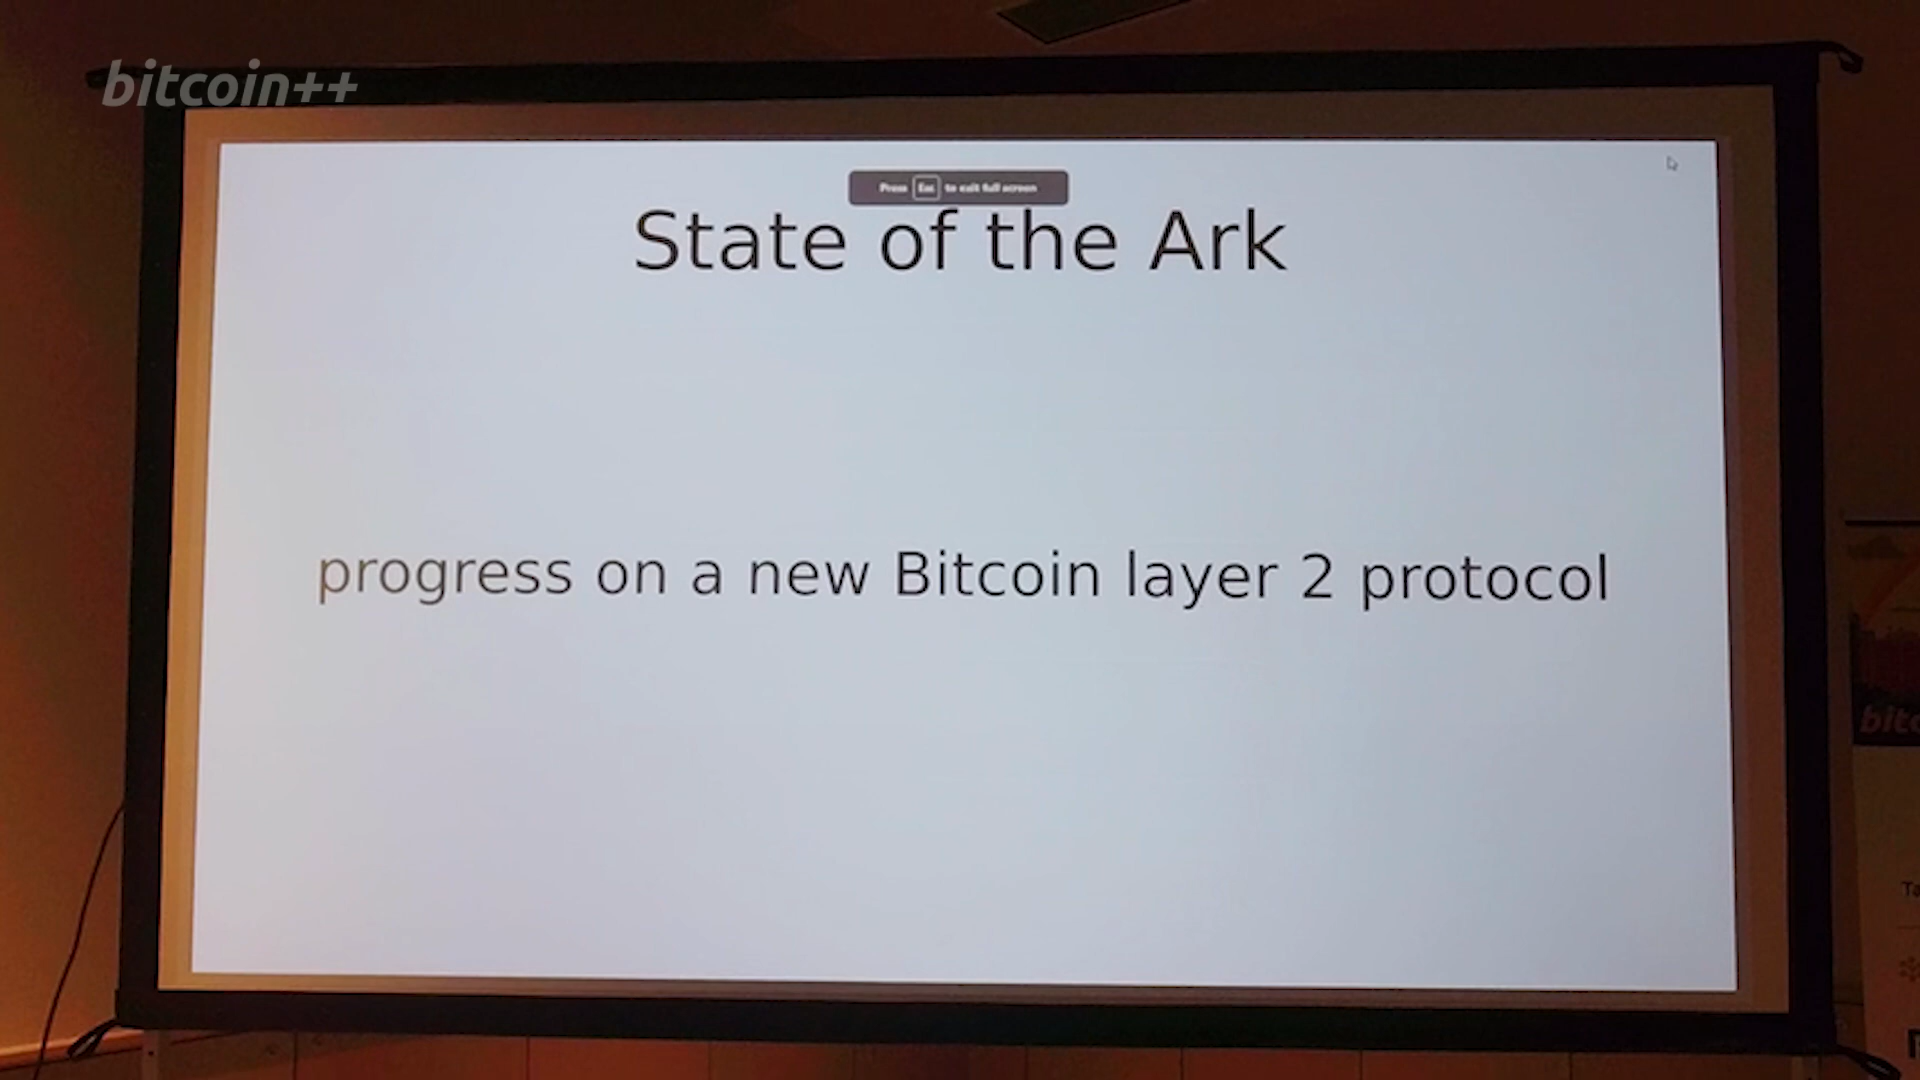 bitcoin++
Press Esc to exit full screen
State of the Ark
progress on a new Bitcoin layer 2 protocol